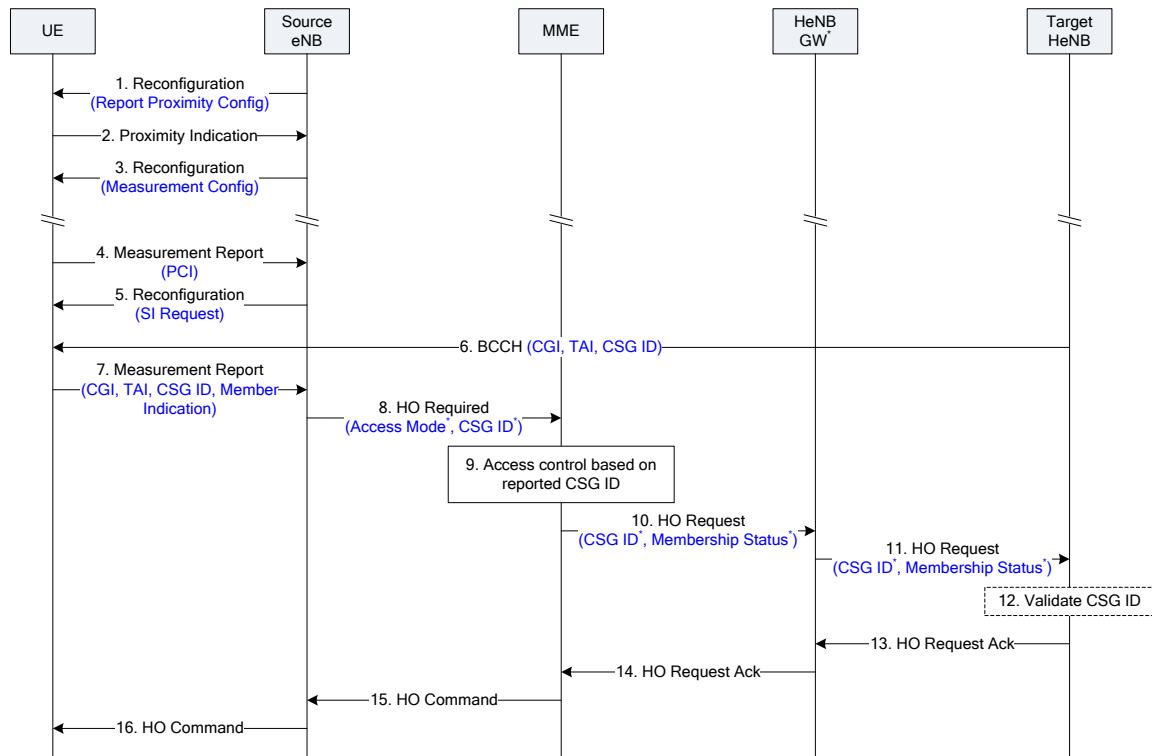 UE
Source
eNB
MME
HeNB
GW*
Target
HeNB
1. Reconfiguration
(Report Proximity Config)
2. Proximity Indication
3. Reconfiguration
(Measurement Config)
4. Measurement Report
(PCI)
5. Reconfiguration
(SI Request)
6. BCCH (CGI, TAI, CSG ID)
7. Measurement Report
(CGI, TAI, CSG ID, Member
Indication)
8. HO Required
(Access Mode*, CSG ID*)
9. Access control based on
reported CSG ID
10. HO Request
(CSG ID*, Membership Status*)
11. HO Request
(CSG ID*, Membership Status*)
12. Validate CSG ID
13. HO Request Ack
14. HO Request Ack
15. HO Command
16. HO Command